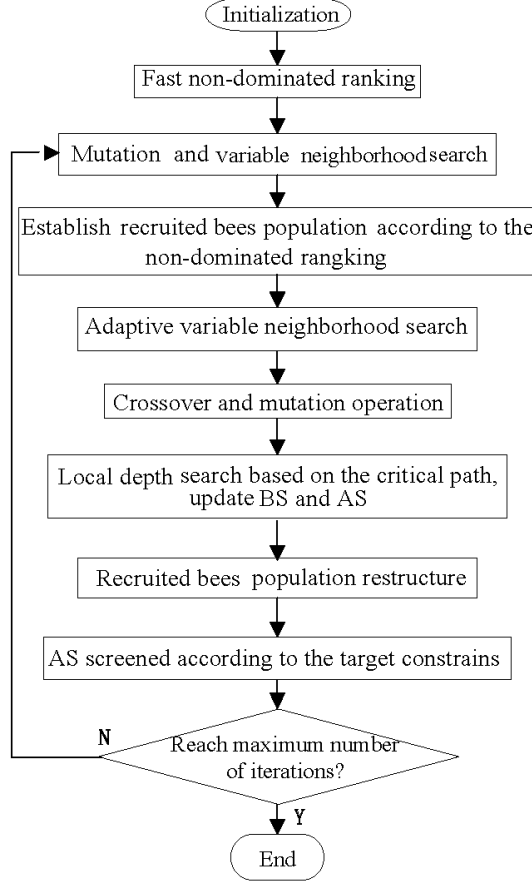 Initialization
Fast non-dominated ranking
Mutation and variable neighborhood search
Establish recruited bees population according to the
non-dominated rangking
Adaptive variable neighborhood search
Crossover and mutation operation
Local depth search based on the critical path,
update BS and AS
Recruited bees population restructure
AS screened according to the target constrains
N
Reach maximum number
of iterations?
Y
End